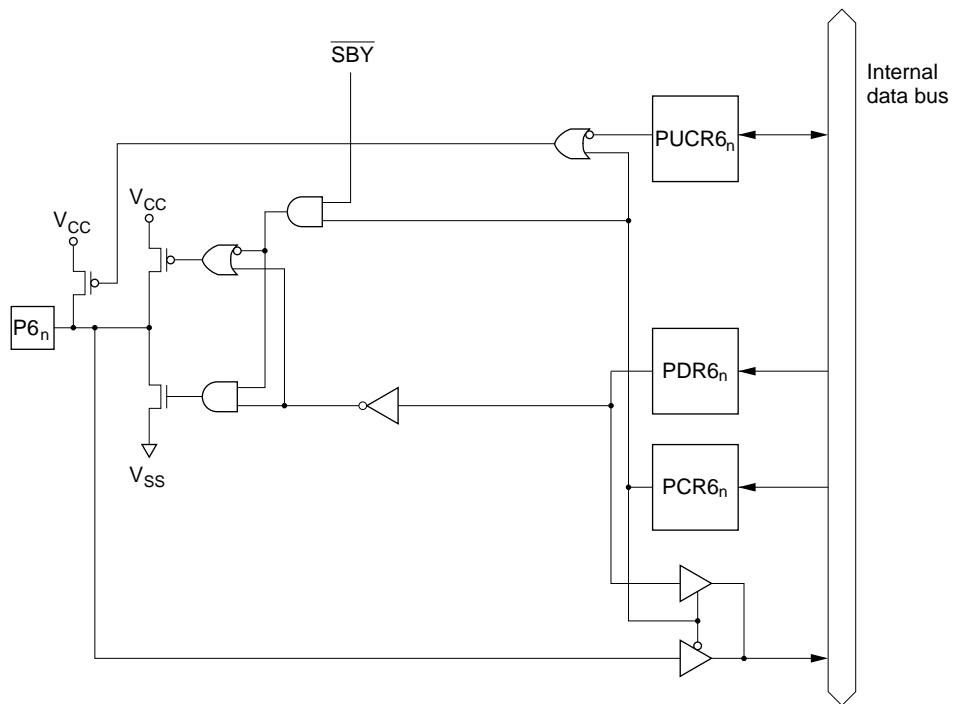 SBY
Internal
data bus
PUCR6n
VCC
VCC
P6n
PDR6n
VSS
PCR6n